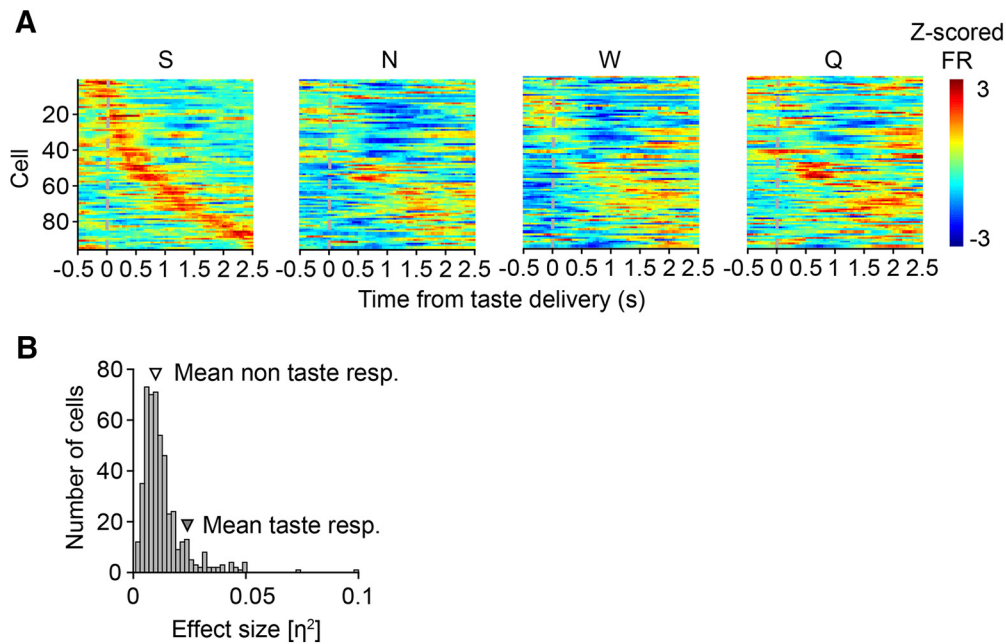 A
S
N
W
Q
Z-scored
FR
3
-3
Cell
20
40
60
80
-0.5 0 0.5 1 1.5 2 2.5
-0.5 0 0.5 1 1.5 2 2.5
-0.5 0 0.5 1 1.5 2 2.5
-0.5 0 0.5 1 1.5 2 2.5
Time from taste delivery (s)
B
Number of cells
80
60
40
20
0
Mean non taste resp.
Mean taste resp.
0 0.05 0.1
Effect size [η²]